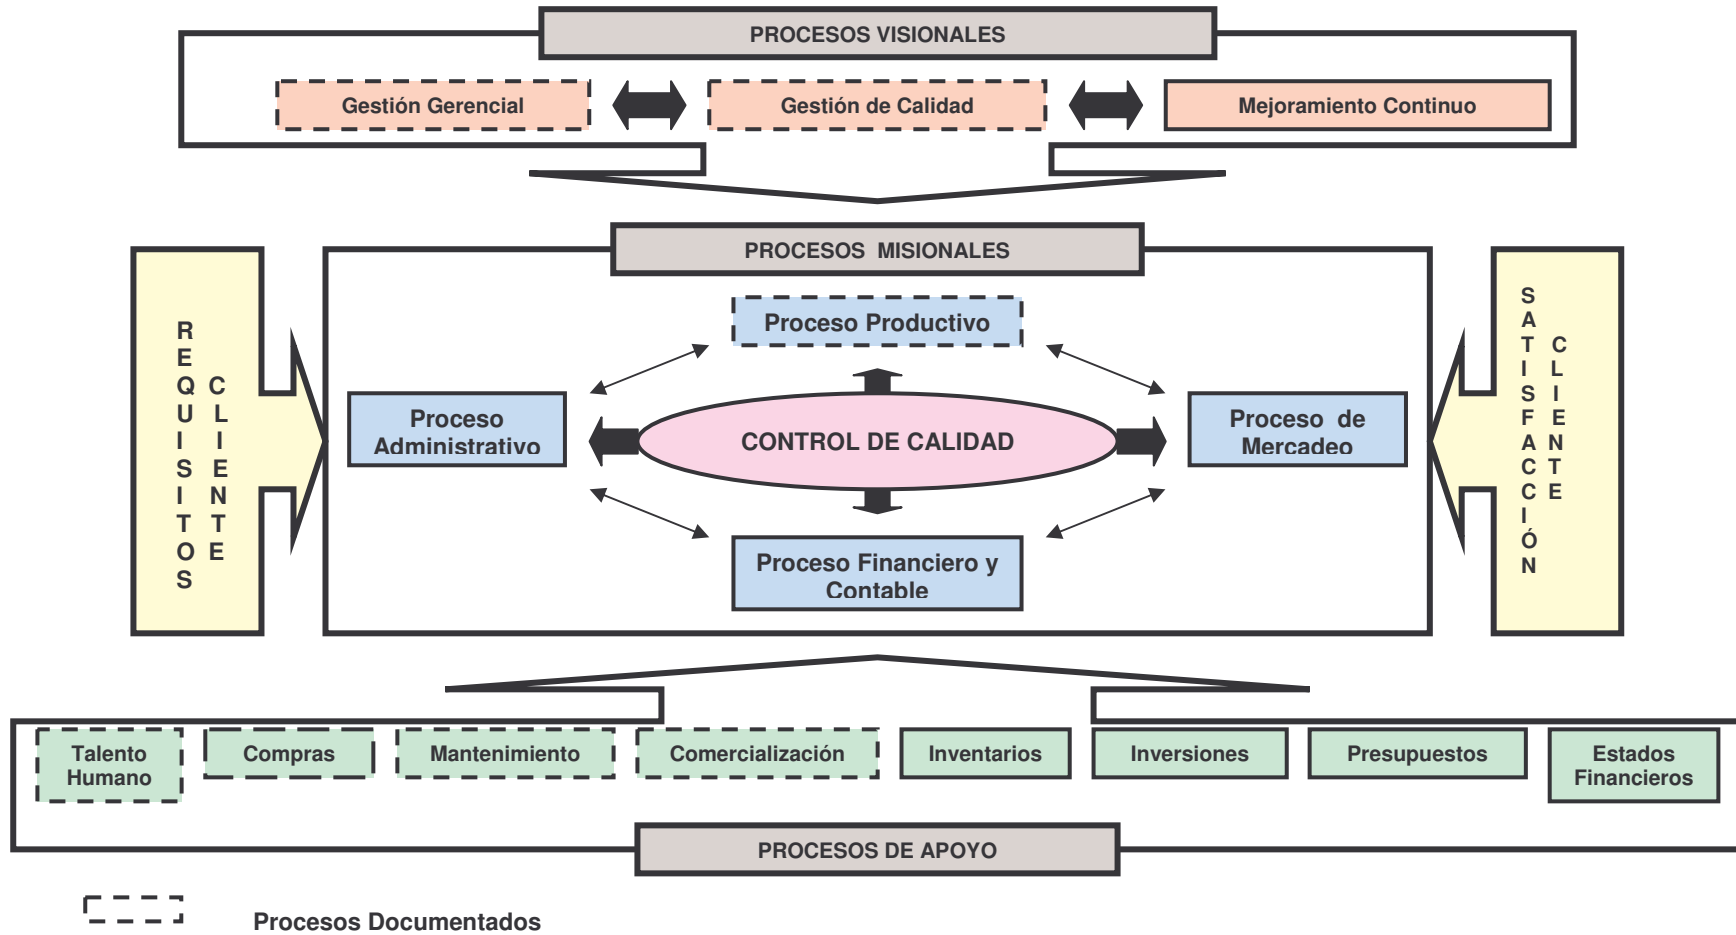 PROCESOS VISIONALES
Gestión Gerencial
Gestión de Calidad
Mejoramiento Continuo
PROCESOS MISIONALES
REQUISITOS
CLIENTE
Proceso Productivo
Proceso
Administrativo
CONTROL DE CALIDAD
Proceso de
Mercadeo
Proceso Financiero y
Contable
SATISFACCIÓN
CLIENTE
Talento
Humano
Compras
Mantenimiento
Comercialización
Inventarios
Inversiones
Presupuestos
Estados
Financieros
PROCESOS DE APOYO
Procesos Documentados